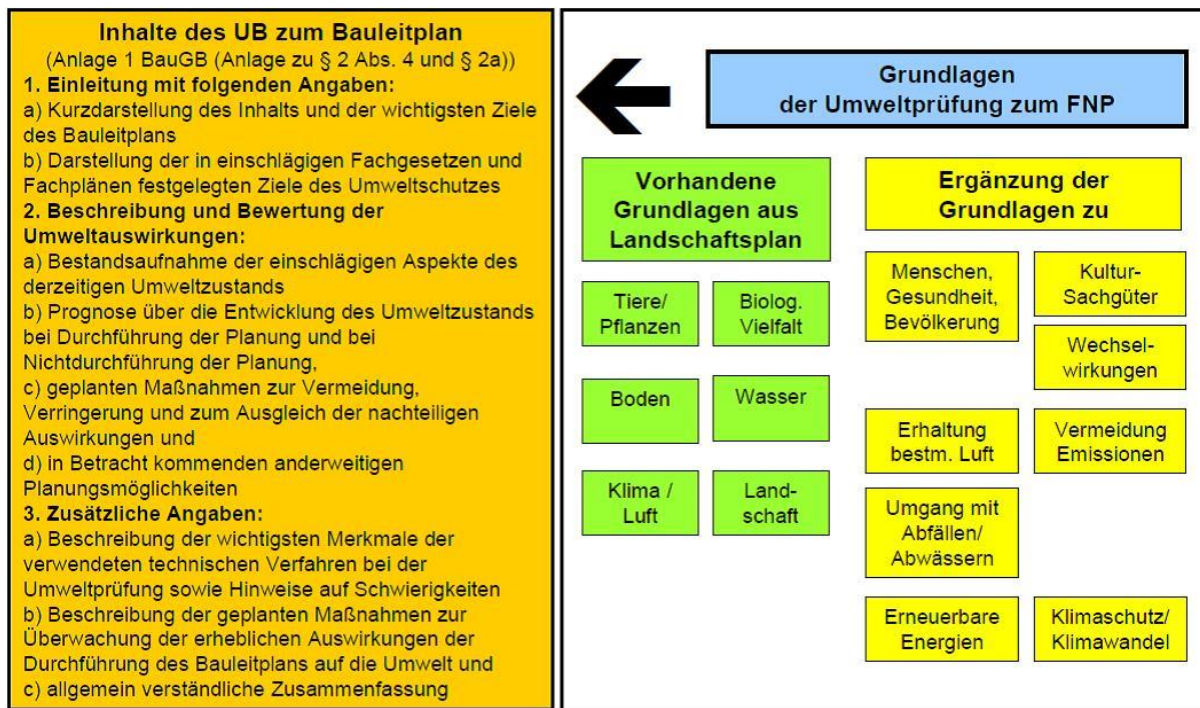 Inhalte des UB zum Bauleitplan
(Anlage 1 BauGB (Anlage zu § 2 Abs. 4 und § 2a))
1. Einleitung mit folgenden Angaben:
a) Kurzdarstellung des Inhalts und der wichtigsten Ziele
des Bauleitplans
b) Darstellung der in einschlägigen Fachgesetzen und
Fachplänen festgelegten Ziele des Umweltschutzes
2. Beschreibung und Bewertung der
Umweltauswirkungen:
a) Bestandsaufnahme der einschlägigen Aspekte des
derzeitigen Umweltzustands
b) Prognose über die Entwicklung des Umweltzustands
bei Durchführung der Planung und bei
Nichtdurchführung der Planung,
c) geplanten Maßnahmen zur Vermeidung,
Verringerung und zum Ausgleich der nachteiligen
Auswirkungen und
d) in Betracht kommenden anderweitigen
Planungsmöglichkeiten
3. Zusätzliche Angaben:
a) Beschreibung der wichtigsten Merkmale der
verwendeten technischen Verfahren bei der
Umweltprüfung sowie Hinweise auf Schwierigkeiten
b) Beschreibung der geplanten Maßnahmen zur
Überwachung der erheblichen Auswirkungen der
Durchführung des Bauleitplans auf die Umwelt und
c) allgemein verständliche Zusammenfassung
Grundlagen
der Umweltprüfung zum FNP
Vorhandene
Grundlagen aus
Landschaftsplan
Tiere/
Pflanzen
Biolog.
Vielfalt
Boden
Wasser
Klima /
Luft
Land-
schaft
Ergänzung der
Grundlagen zu
Menschen,
Gesundheit,
Bevölkerung
Kultur-
Sachgüter
Wechsel-
wirkungen
Erhaltung
bestm. Luft
Vermeidung
Emissionen
Umgang mit
Abfällen/
Abwässern
Erneuerbare
Energien
Klimaschutz/
Klimawandel